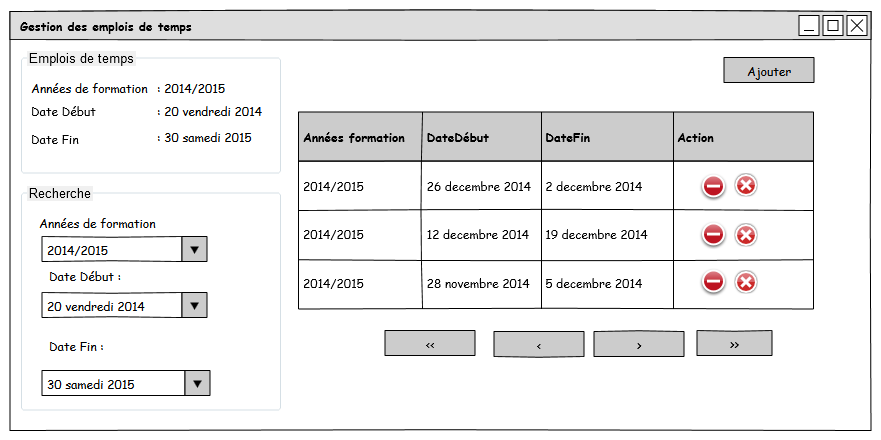 Gestion des emplois de temps
Emplois de temps
Années de formation : 2014/2015
Date Début : 20 vendredi 2014
Date Fin : 30 samedi 2015
Recherche
Années de formation
2014/2015
Date Début :
20 vendredi 2014
Date Fin :
30 samedi 2015
Ajouter
Années formation DateDébut DateFin Action
2014/2015 26 decembre 2014 2 decembre 2014
2014/2015 12 decembre 2014 19 decembre 2014
2014/2015 28 novembre 2014 5 decembre 2014
<< < > >>